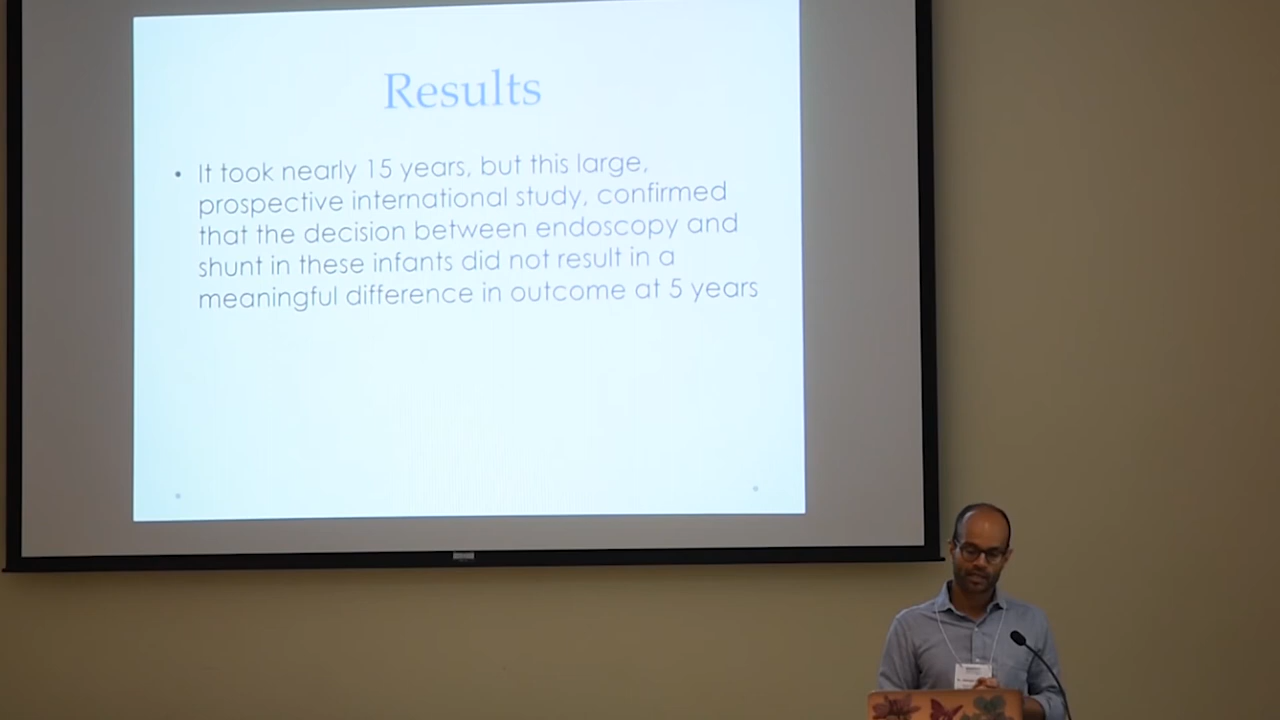 Results
• It took nearly 15 years, but this large,
prospective international study, confirmed
that the decision between endoscopy and
shunt in these infants did not result in a
meaningful difference in outcome at 5 years